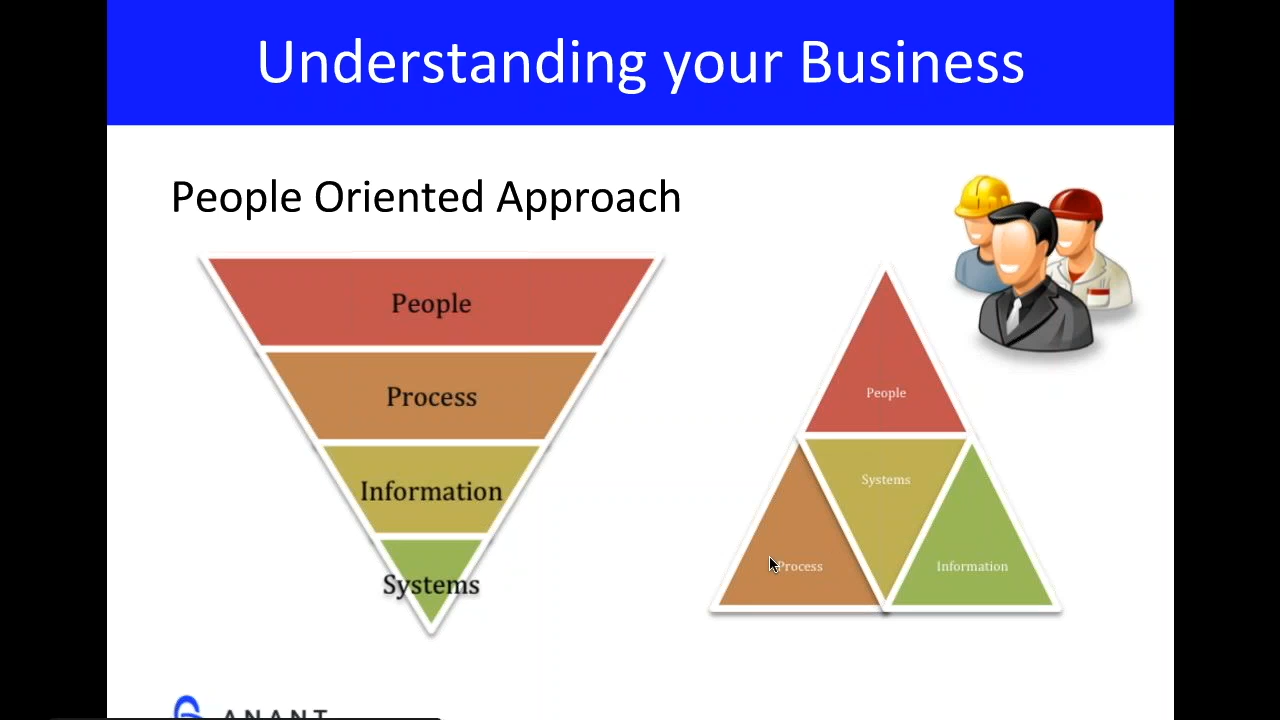 Understanding your Business
People Oriented Approach
People
Process
Information
Systems
People
Systems
Process
Information
ANANT